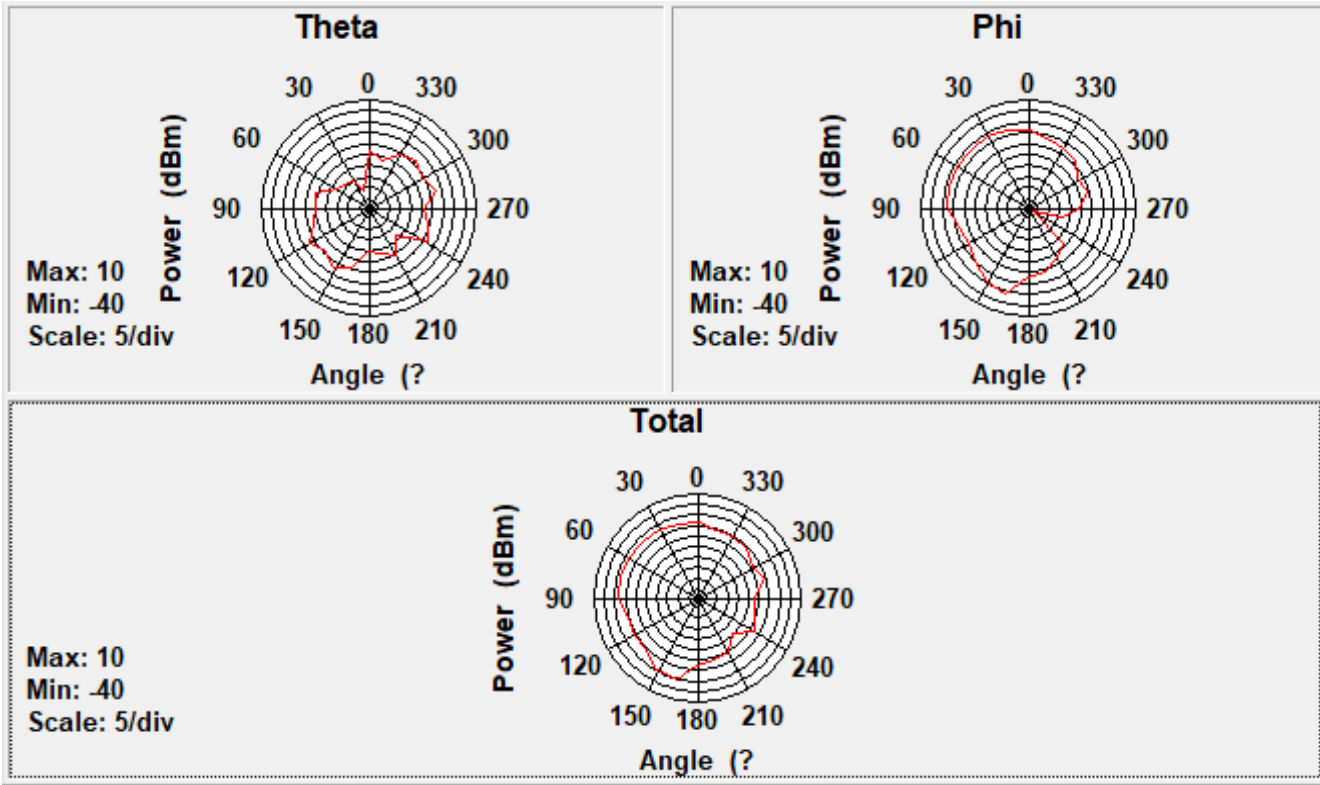 Theta
0
30
330
60
300
90
270
120
240
150
180
210
Power (dBm)
Max: 10
Min: -40
Scale: 5/div
Angle (?
Phi
0
30
330
60
300
90
270
120
240
150
180
210
Power (dBm)
Max: 10
Min: -40
Scale: 5/div
Angle (?
Total
0
30
330
60
300
90
270
120
240
150
180
210
Power (dBm)
Max: 10
Min: -40
Scale: 5/div
Angle (?